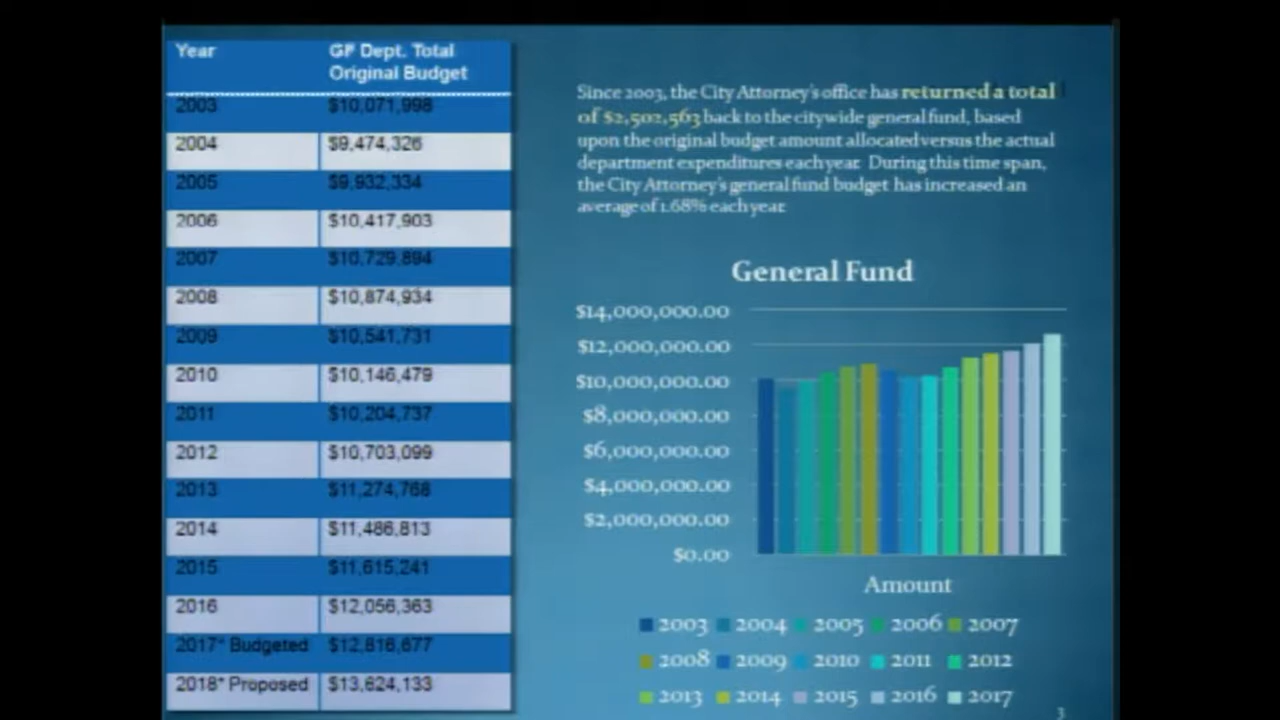 Year GF Dept. Total
Original Budget
2003 $10,071,998
2004 $9,474,326
2005 $9,932,334
2006 $10,417,903
2007 $10,729,894
2008 $10,874,934
2009 $10,541,731
2010 $10,146,479
2011 $10,204,737
2012 $10,703,099
2013 $11,274,768
2014 $11,486,813
2015 $11,615,241
2016 $12,056,363
2017* Budgeted $12,816,677
2018* Proposed $13,624,133
Since 2003, the City Attorney's office has returned a total
of $2,502,563 back to the citywide general fund, based
upon the original budget amount allocated versus the actual
department expenditures each year. During this time span,
the City Attorney's general fund budget has increased an
average of 1.68% each year.
General Fund
$14,000,000.00
$12,000,000.00
$10,000,000.00
$8,000,000.00
$6,000,000.00
$4,000,000.00
$2,000,000.00
$0.00
Amount
2003 2004 2005 2006 2007
2008 2009 2010 2011 2012
2013 2014 2015 2016 2017
3